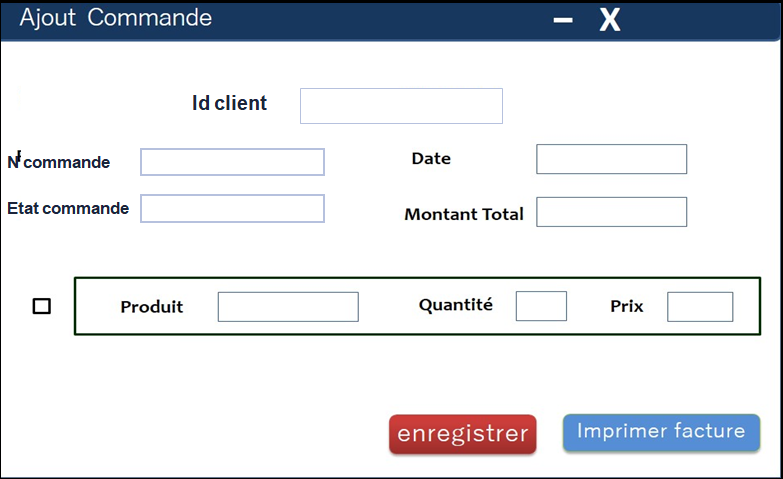 Ajout Commande
– X
Id client
N°commande
Date
Etat commande
Montant Total
Produit
Quantité
Prix
enregistrer
Imprimer facture